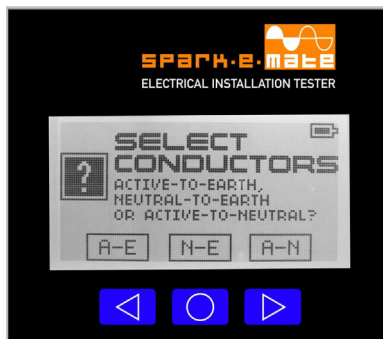 spark.e.mate
ELECTRICAL INSTALLATION TESTER
SELECT
CONDUCTORS
?
ACTIVE-TO-EARTH,
NEUTRAL-TO-EARTH
OR ACTIVE-TO-NEUTRAL?
A-E N-E A-N